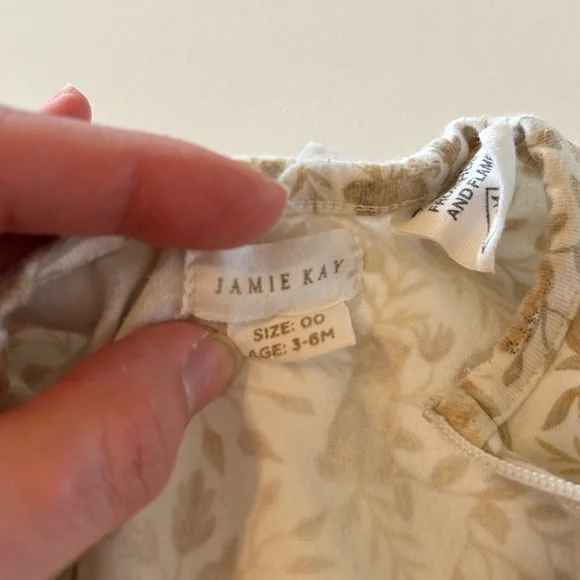 JAMIE KAY
SIZE: 00
AGE: 3-6M
AND FLAME